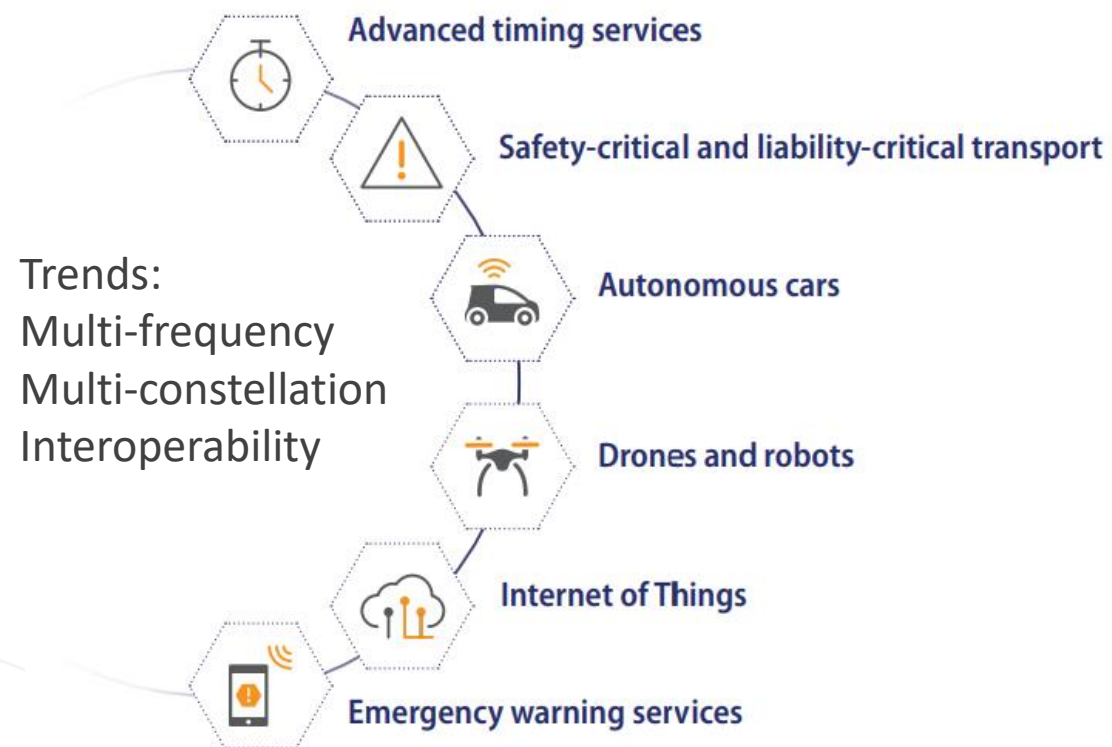 Advanced timing services
Safety-critical and liability-critical transport
Autonomous cars
Trends:
Multi-frequency
Multi-constellation
Interoperability
Drones and robots
Internet of Things
Emergency warning services